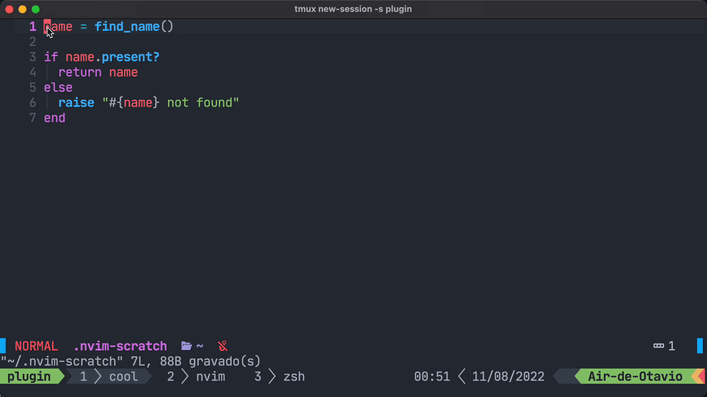 tmux new-session -s plugin
1 name = find_name()
2
3 if name.present?
4 return name
5 else
6 raise "#{name} not found"
7 end
NORMAL .nvim-scratch ~ 1
"~/.nvim-scratch" 7L, 88B gravado(s)
plugin 1 cool 2 nvim 3 zsh 00:51 11/08/2022 Air-de-Otavio